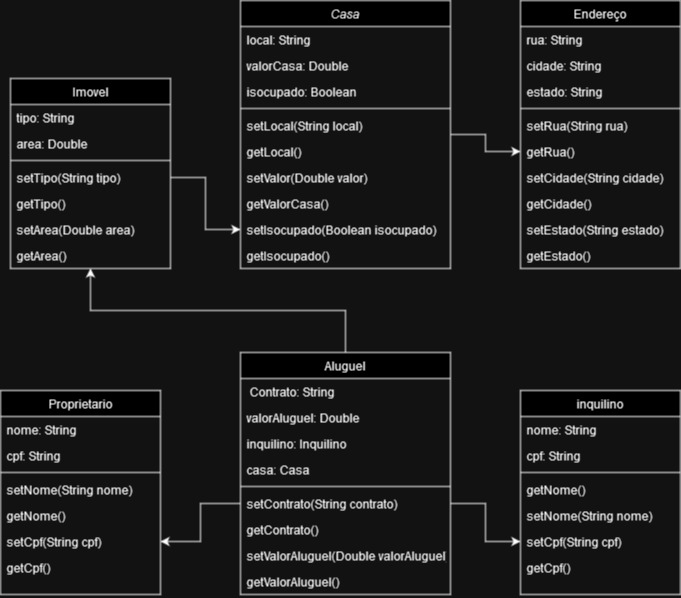 Casa
local: String
valorCasa: Double
isocupado: Boolean
setLocal(String local)
getLocal()
setValor(Double valor)
getValorCasa()
setIsocupado(Boolean isocupado)
getIsocupado()
Endereço
rua: String
cidade: String
estado: String
setRua(String rua)
getRua()
setCidade(String cidade)
getCidade()
setEstado(String estado)
getEstado()
Imovel
tipo: String
area: Double
setTipo(String tipo)
getTipo()
setArea(Double area)
getArea()
Aluguel
Contrato: String
valorAluguel: Double
inquilino: Inquilino
casa: Casa
setContrato(String contrato)
getContrato()
setValorAluguel(Double valorAluguel
getValorAluguel()
Proprietario
nome: String
cpf: String
setNome(String nome)
getNome()
setCpf(String cpf)
getCpf()
inquilino
nome: String
cpf: String
getNome()
setNome(String nome)
setCpf(String cpf)
getCpf()